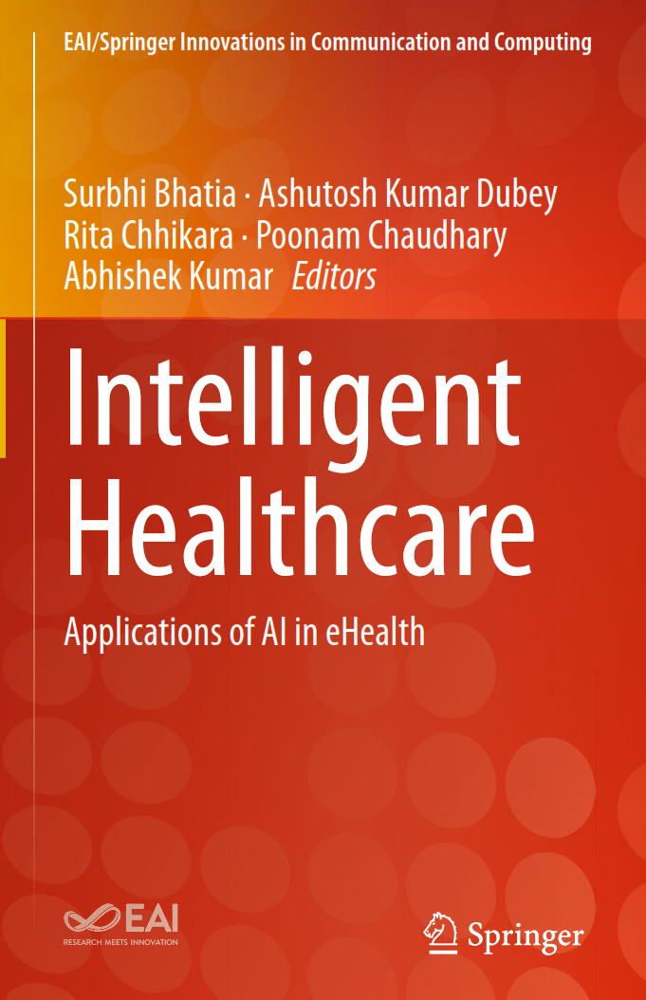 EAI/Springer Innovations in Communication and Computing
Surbhi Bhatia · Ashutosh Kumar Dubey
Rita Chhikara · Poonam Chaudhary
Abhishek Kumar Editors
Intelligent
Healthcare
Applications of AI in eHealth
EAI
RESEARCH MEETS INNOVATION
Springer